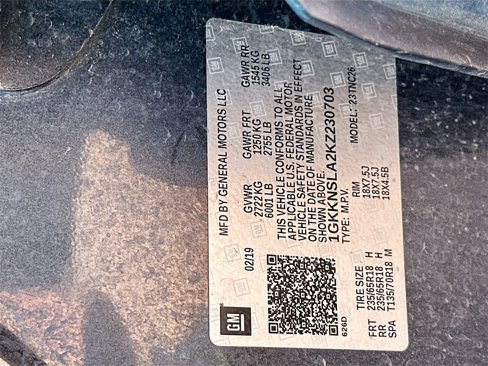 MFD BY GENERAL MOTORS LLC
02/19
GVWR
2722 KG
6001 LB
GAWR FRT
1250 KG
2755 LB
GAWR RR
1545 KG
3406 LB
THIS VEHICLE CONFORMS TO ALL
APPLICABLE U.S. FEDERAL MOTOR
VEHICLE SAFETY STANDARDS IN EFFECT
ON THE DATE OF MANUFACTURE
SHOWN ABOVE.
1GKKNSLA2KZ230703
TYPE: M.P.V.
MODEL: 23TNC26
GM
626D
TIRE SIZE
RIM
FRT 235/65R18 H 18X7.5J
RR 235/65R18 H 18X7.5J
SPA T135/70R18 M 18X4.5B